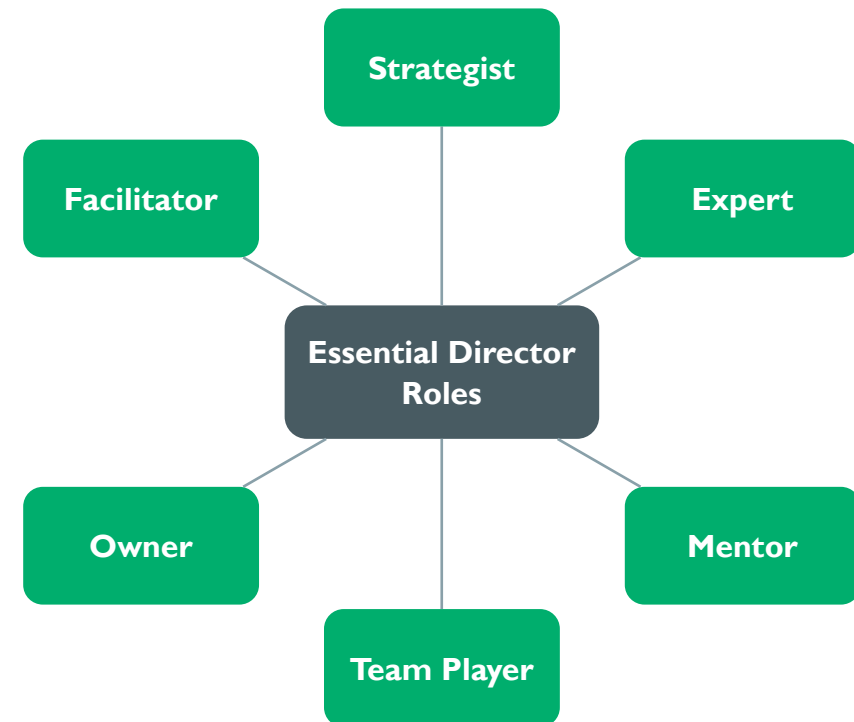 Strategist
Facilitator
Expert
Essential Director
Roles
Owner
Mentor
Team Player